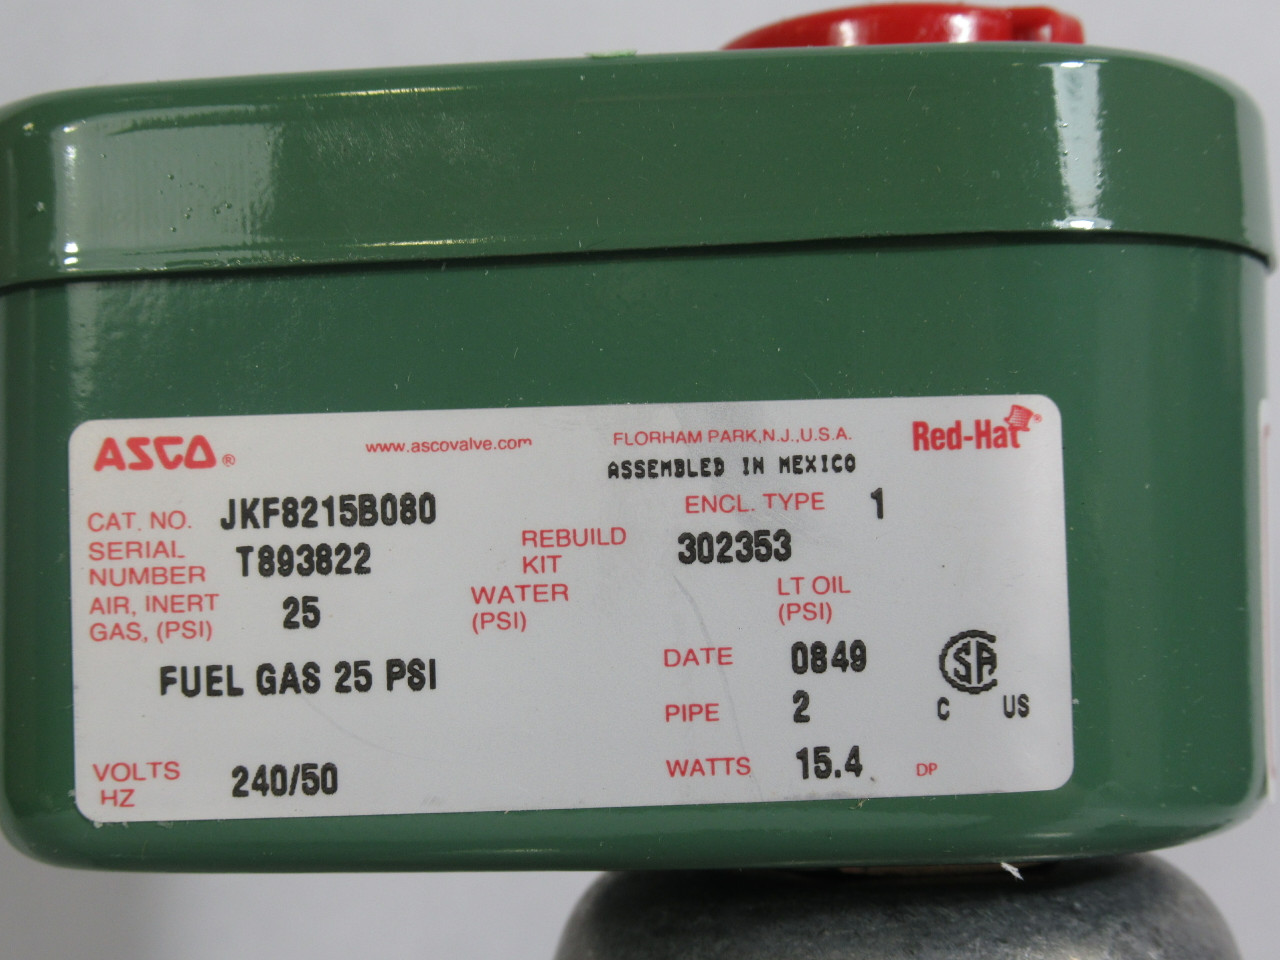 ASCO®
www.ascovalve.com
FLORHAM PARK,N.J.,U.S.A.
Red-Hat®
ASSEMBLED IN MEXICO
CAT. NO. JKF8215B080
ENCL. TYPE 1
SERIAL NUMBER T893822
REBUILD KIT 302353
AIR, INERT GAS, (PSI) 25
WATER (PSI)
LT OIL (PSI)
FUEL GAS 25 PSI
DATE 0849
PIPE 2
SA
C US
VOLTS HZ 240/50
WATTS 15.4
DP